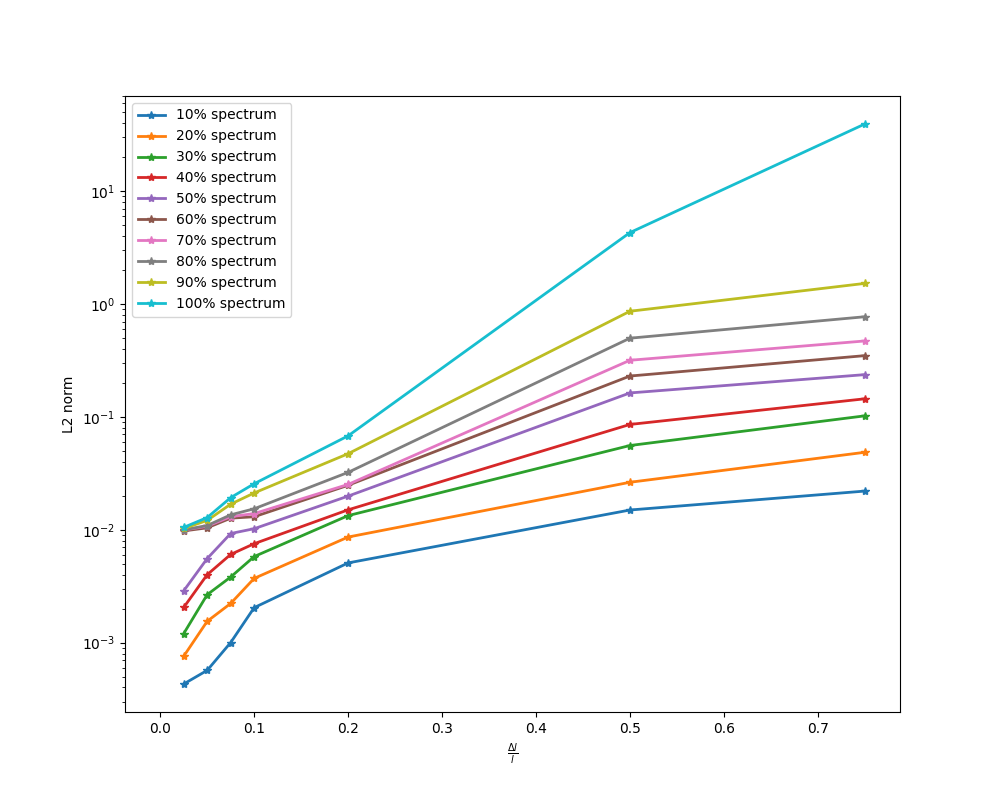 10% spectrum
20% spectrum
30% spectrum
40% spectrum
50% spectrum
60% spectrum
70% spectrum
80% spectrum
90% spectrum
100% spectrum
10¹
10⁰
10⁻¹
10⁻²
10⁻³
L2 norm
0.0 0.1 0.2 0.3 0.4 0.5 0.6 0.7
Δl
l